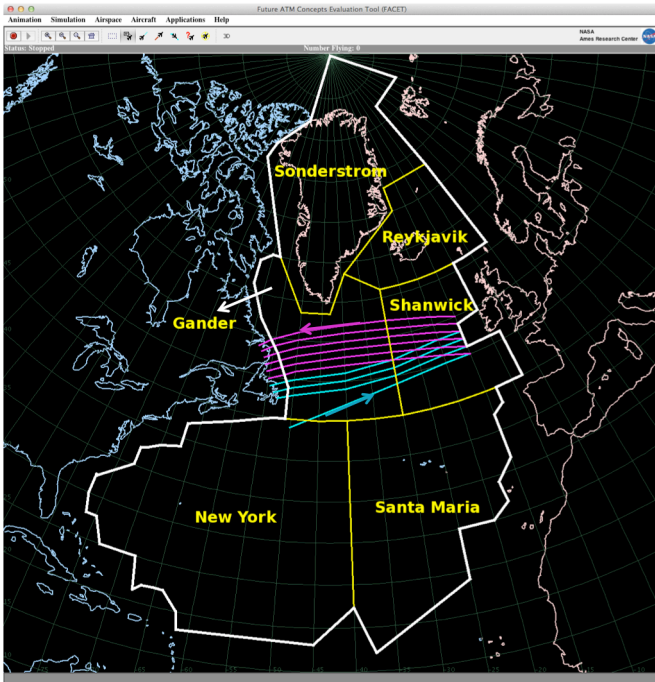 Future ATM Concepts Evaluation Tool (FACET)
Animation Simulation Airspace Aircraft Applications Help
3D
NASA
Ames Research Center
Status: Stopped
Number Flying: 0
Sonderstrom
Reykjavik
Shanwick
Gander
New York
Santa Maria